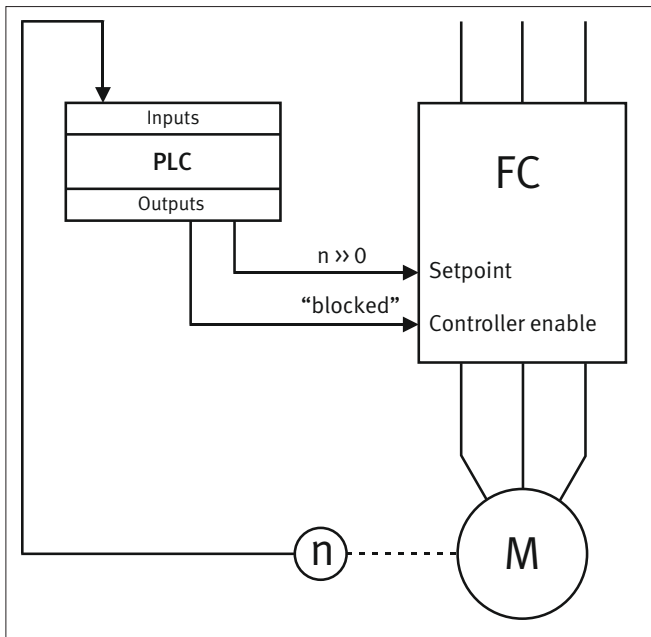 Inputs
PLC
Outputs
FC
n >> 0
Setpoint
“blocked”
Controller enable
n
M